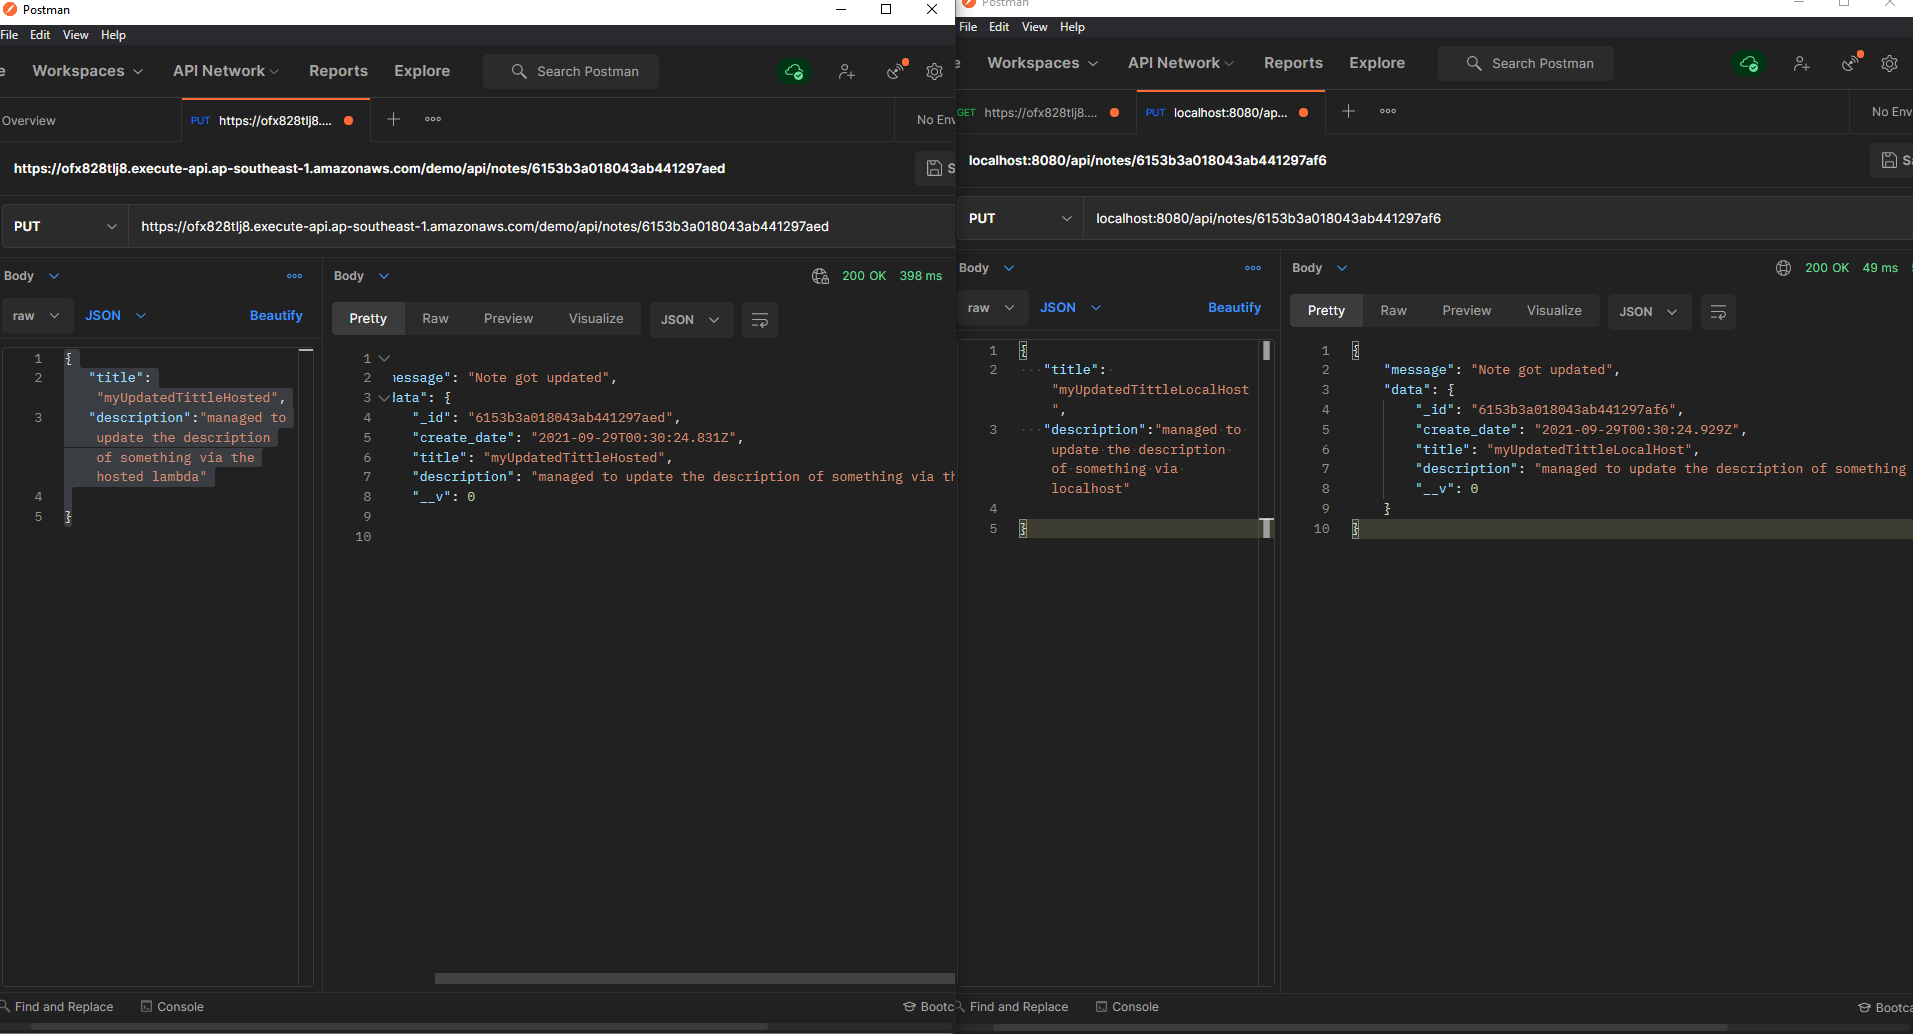 Postman
File Edit View Help
Workspaces API Network Reports Explore Search Postman
Overview PUT https://ofx828tlj8.... No Env
https://ofx828tlj8.execute-api.ap-southeast-1.amazonaws.com/demo/api/notes/6153b3a018043ab441297aed
PUT https://ofx828tlj8.execute-api.ap-southeast-1.amazonaws.com/demo/api/notes/6153b3a018043ab441297aed
Body
raw JSON Beautify
1 {
2 "title":
"myUpdatedTittleHosted",
3 "description":"managed to
update the description
of something via the
hosted lambda"
4
5 }
Body 200 OK 398 ms
Pretty Raw Preview Visualize JSON
1
2 essage": "Note got updated",
3 data": {
4 "_id": "6153b3a018043ab441297aed",
5 "create_date": "2021-09-29T00:30:24.831Z",
6 "title": "myUpdatedTittleHosted",
7 "description": "managed to update the description of something via th
8 "__v": 0
9
10
Find and Replace Console Bootc
Postman
File Edit View Help
Workspaces API Network Reports Explore Search Postman
GET https://ofx828tlj8.... PUT localhost:8080/ap... No Env
localhost:8080/api/notes/6153b3a018043ab441297af6 Sa
PUT localhost:8080/api/notes/6153b3a018043ab441297af6
Body
raw JSON Beautify
1 {
2 "title":
"myUpdatedTittleLocalHost
",
3 "description":"managed to
update the description
of something via
localhost"
4
5 }
Body 200 OK 49 ms
Pretty Raw Preview Visualize JSON
1 {
2 "message": "Note got updated",
3 "data": {
4 "_id": "6153b3a018043ab441297af6",
5 "create_date": "2021-09-29T00:30:24.929Z",
6 "title": "myUpdatedTittleLocalHost",
7 "description": "managed to update the description of something
8 "__v": 0
9 }
10 }
Find and Replace Console Bootca